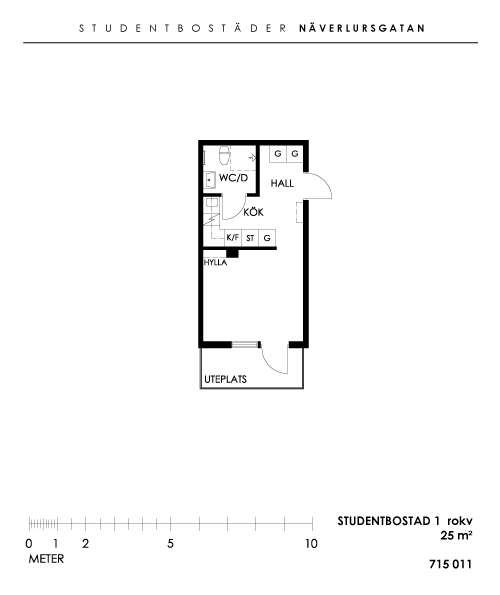 STUDENTBOSTÄDER NÄVERLURSGATAN
G G
WC/D
HALL
KÖK
K/F ST G
HYLLA
UTEPLATS
0 1 2 5 10
METER
STUDENTBOSTAD 1 rokv
25 m²
715 011